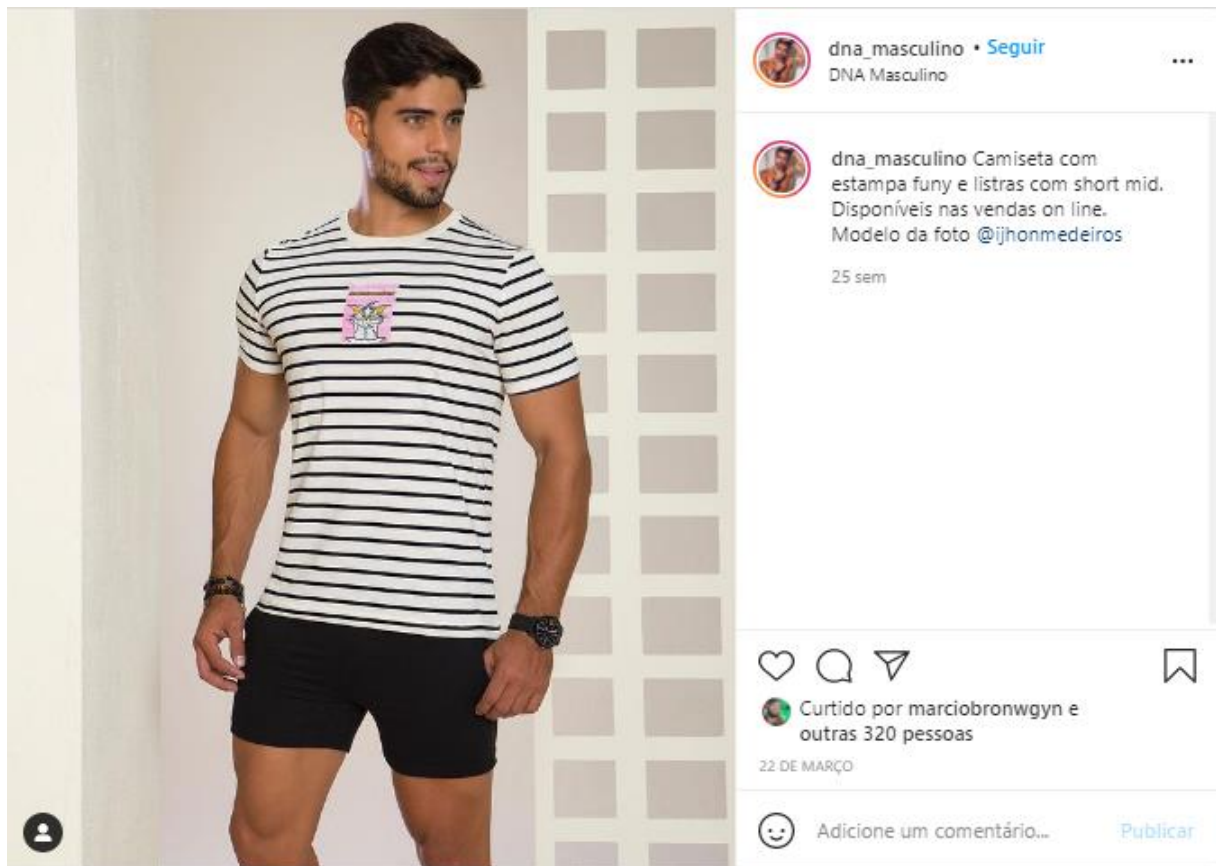 dna_masculino • Seguir
DNA Masculino
dna_masculino Camiseta com
estampa funy e listras com short mid.
Disponíveis nas vendas on line.
Modelo da foto @ijhonmedeiros
25 sem
Curtido por marciobronwgyn e
outras 320 pessoas
22 DE MARÇO
Adicione um comentário... Publicar